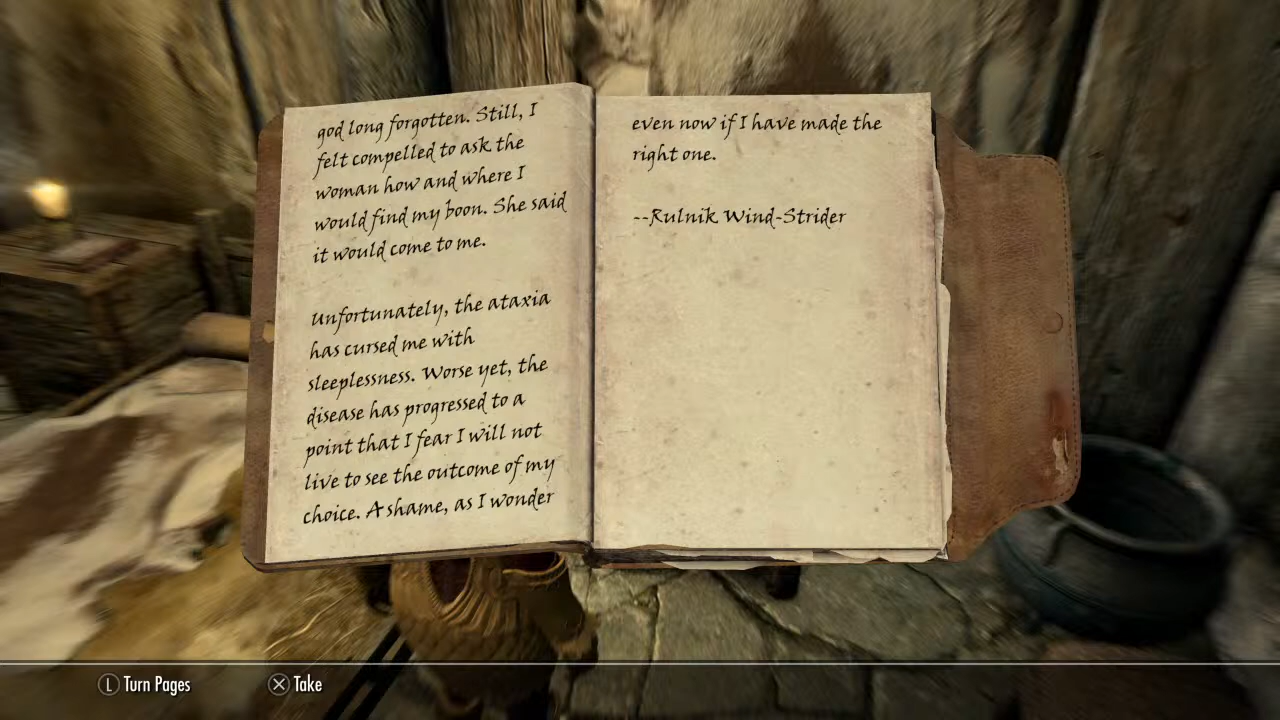 god long forgotten. Still, I
felt compelled to ask the
woman how and where I
would find my boon. She said
it would come to me.
Unfortunately, the ataxia
has cursed me with
sleeplessness. Worse yet, the
disease has progressed to a
point that I fear I will not
live to see the outcome of my
choice. A shame, as I wonder
even now if I have made the
right one.
--Rulnik Wind-Strider
L Turn Pages
X Take